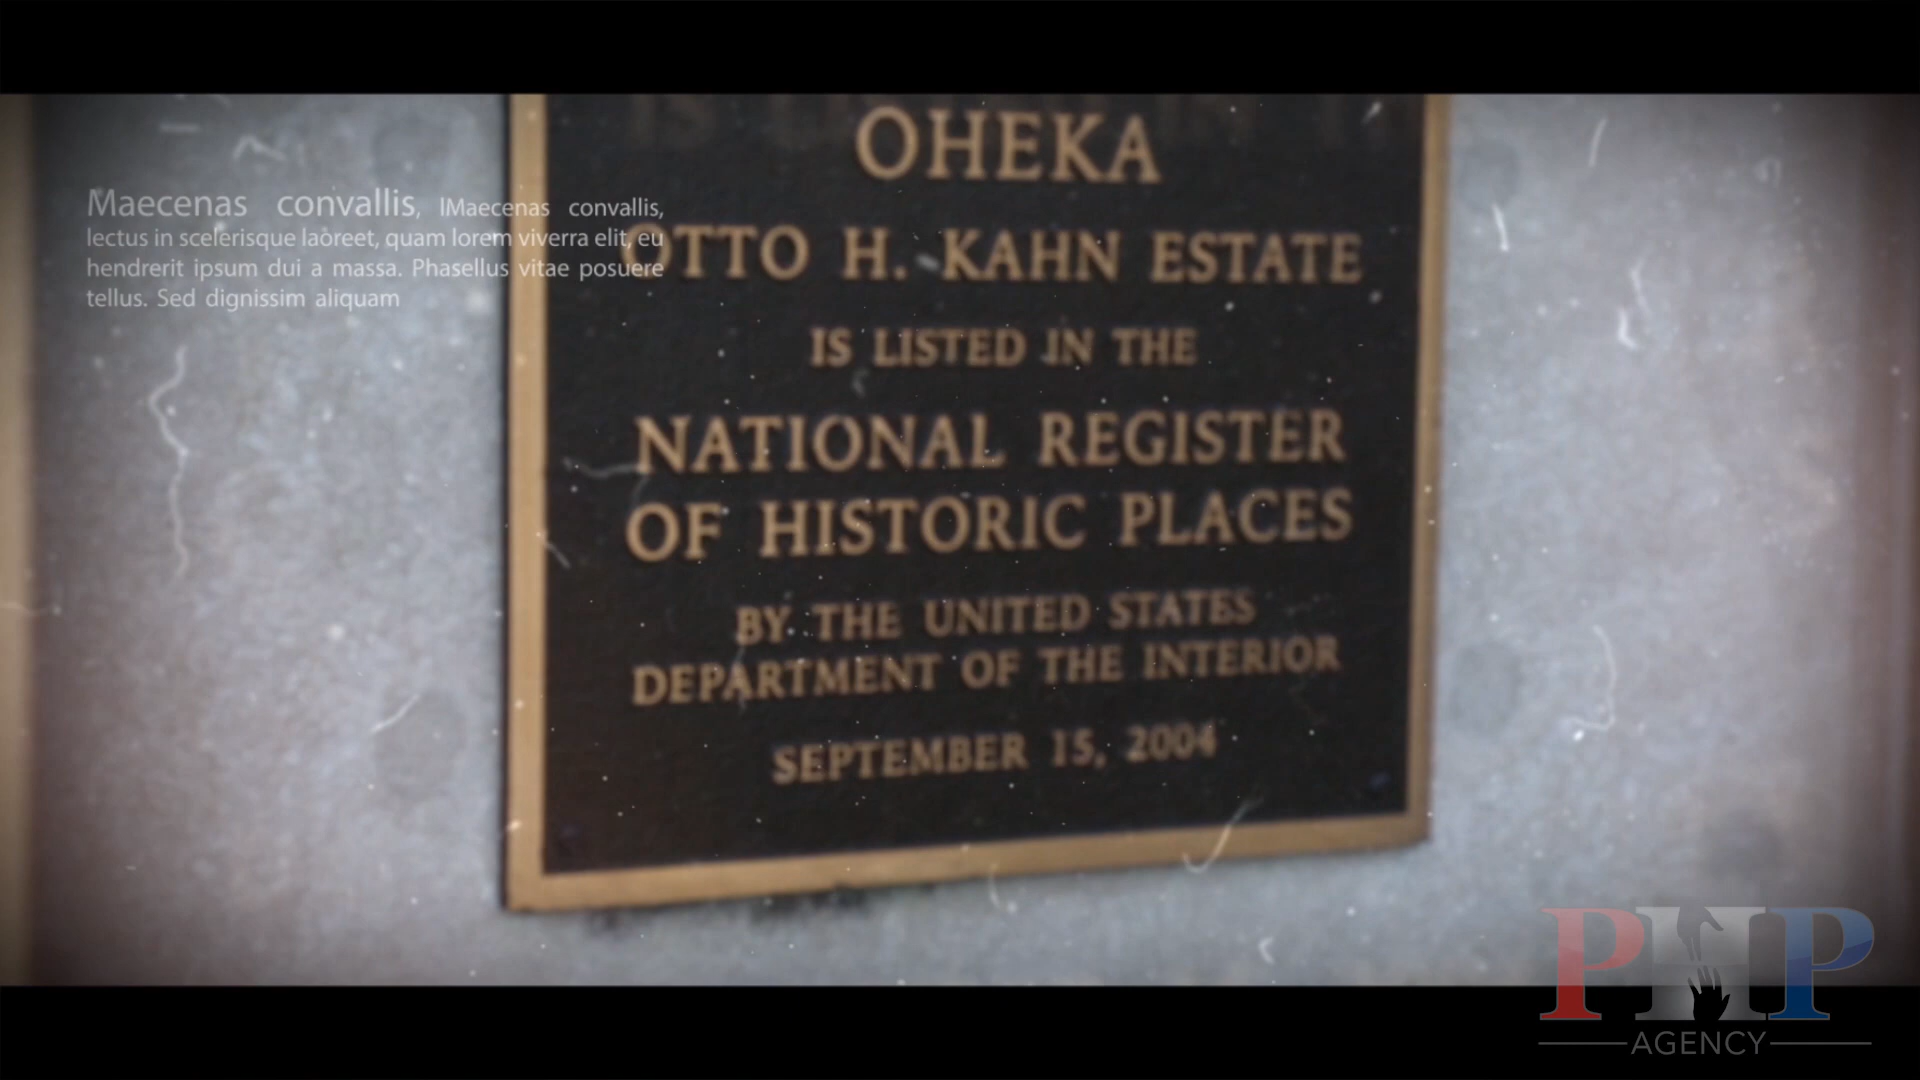 OHEKA
OTTO H. KAHN ESTATE
IS LISTED IN THE
NATIONAL REGISTER
OF HISTORIC PLACES
BY THE UNITED STATES
DEPARTMENT OF THE INTERIOR
SEPTEMBER 15, 2004
Maecenas convallis, lMaecenas convallis,
lectus in scelerisque laoreet, quam lorem viverra elit, eu
hendrerit ipsum dui a massa. Phasellus vitae posuere
tellus. Sed dignissim aliquam
PHP
AGENCY